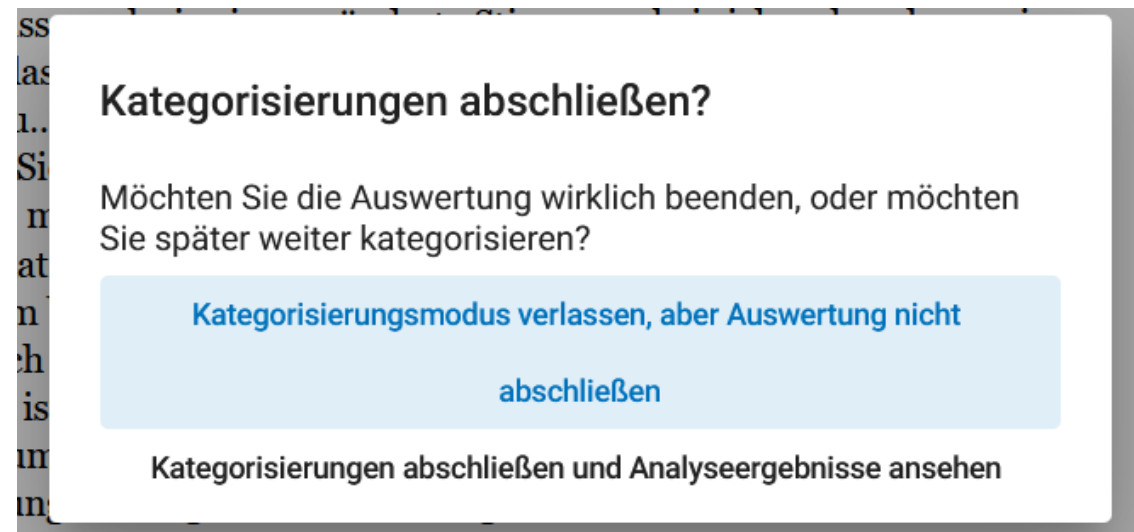 Kategorisierungen abschließen?
Möchten Sie die Auswertung wirklich beenden, oder möchten
Sie später weiter kategorisieren?
Kategorisierungsmodus verlassen, aber Auswertung nicht
abschließen
Kategorisierungen abschließen und Analyseergebnisse ansehen